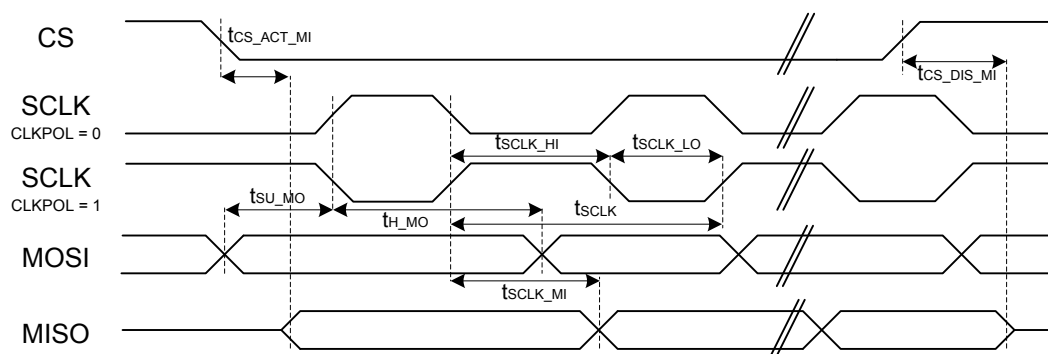 CS
tCS_ACT_MI
tCS_DIS_MI
SCLK
CLKPOL = 0
tSCLK_HI
tSCLK_LO
SCLK
CLKPOL = 1
tSU_MO
tH_MO
tSCLK
MOSI
tSCLK_MI
MISO